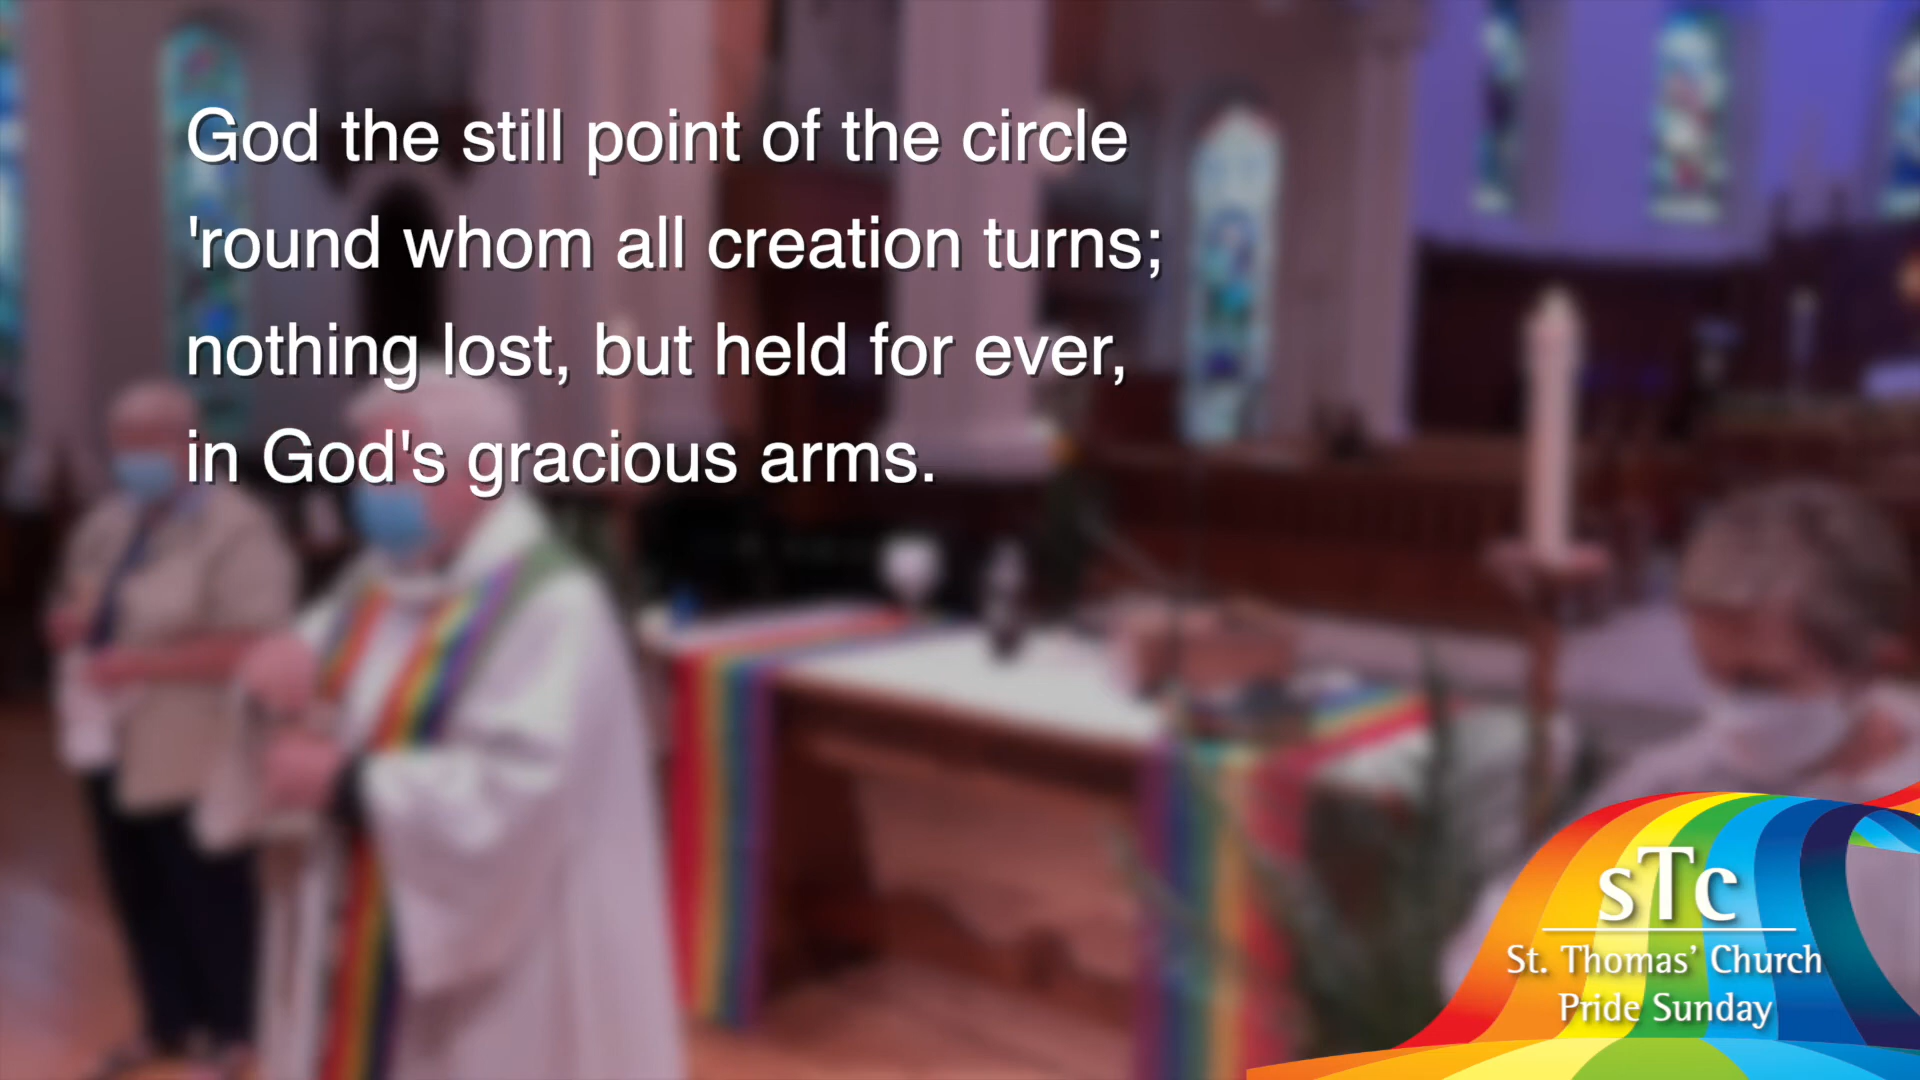 God the still point of the circle
'round whom all creation turns;
nothing lost, but held for ever,
in God's gracious arms.
sTc
St. Thomas' Church
Pride Sunday